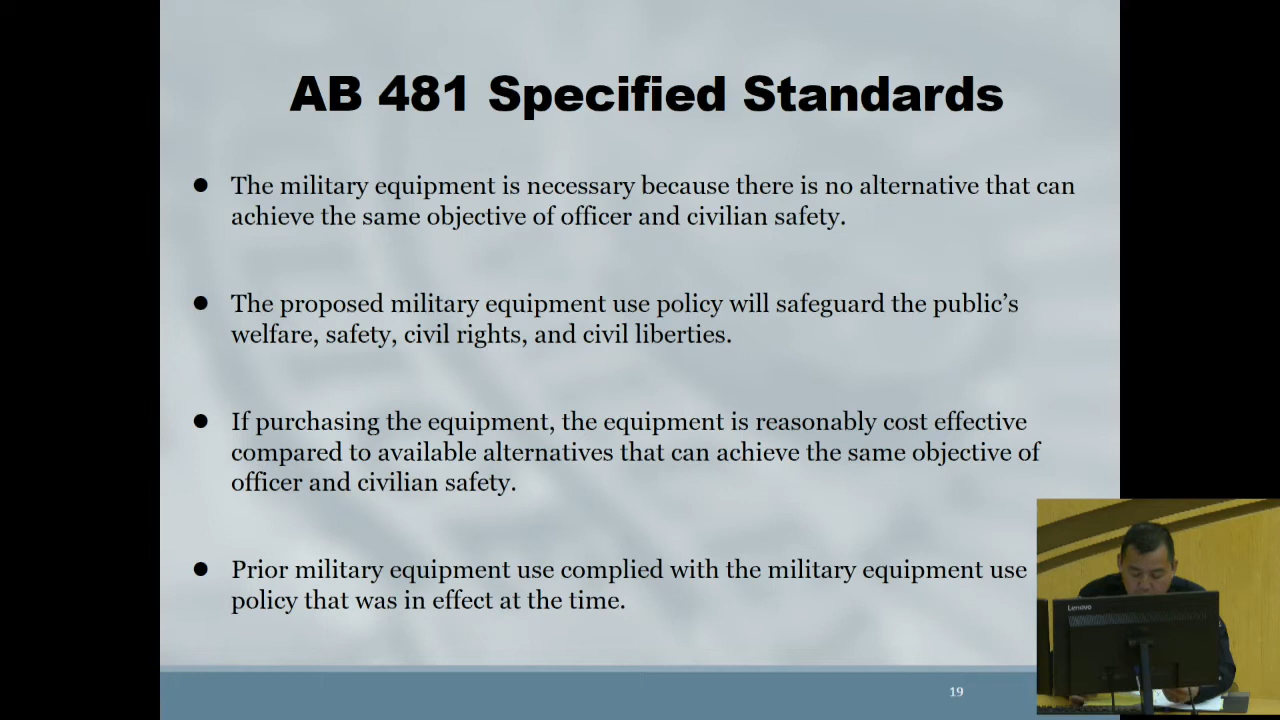 AB 481 Specified Standards
● The military equipment is necessary because there is no alternative that can
achieve the same objective of officer and civilian safety.
● The proposed military equipment use policy will safeguard the public’s
welfare, safety, civil rights, and civil liberties.
● If purchasing the equipment, the equipment is reasonably cost effective
compared to available alternatives that can achieve the same objective of
officer and civilian safety.
● Prior military equipment use complied with the military equipment use
policy that was in effect at the time.
Lenovo
19